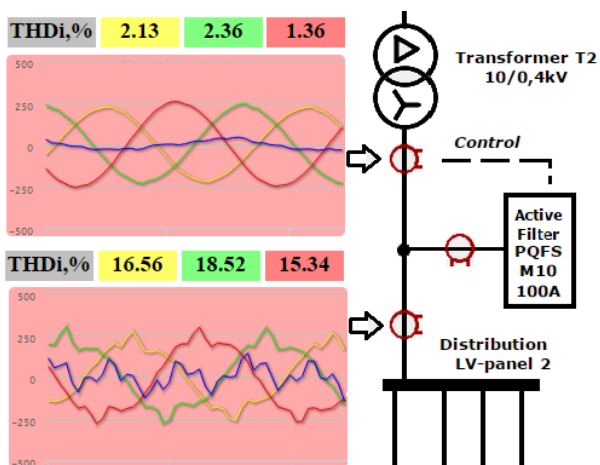 THDi,% 2.13 2.36 1.36
500
250
0
−250
−500
THDi,% 16.56 18.52 15.34
500
250
0
−250
−500
Transformer T2
10/0,4kV
Control
Active
Filter
PQFS
M10
100A
Distribution
LV-panel 2